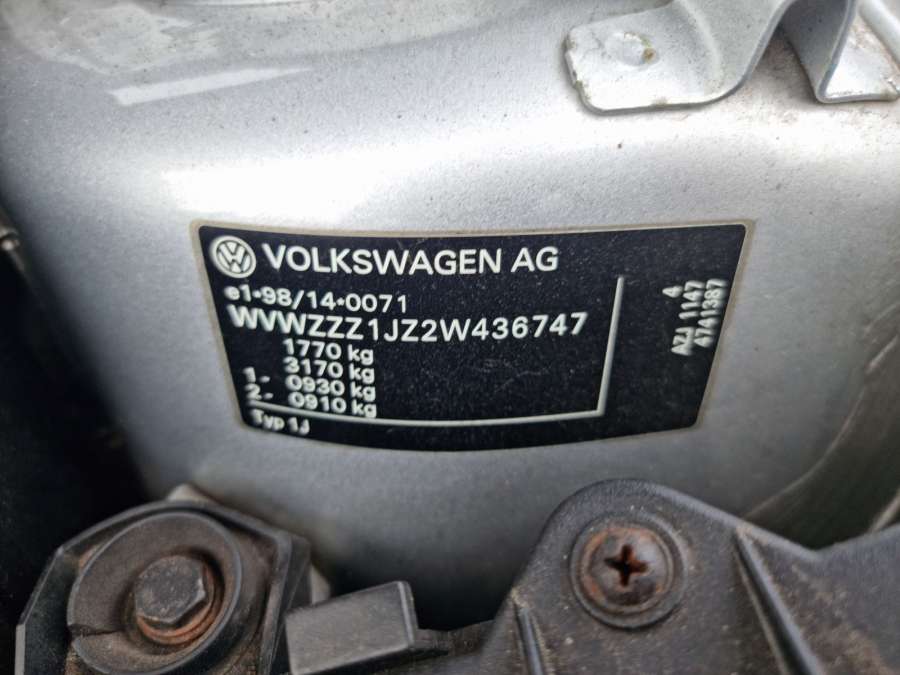 VOLKSWAGEN AG
e1*98/14*0071
WVWZZZ1JZ2W436747
1770 kg
3170 kg
1- 0930 kg
2- 0910 kg
Typ 1J
4
AZJ 1147
4741387